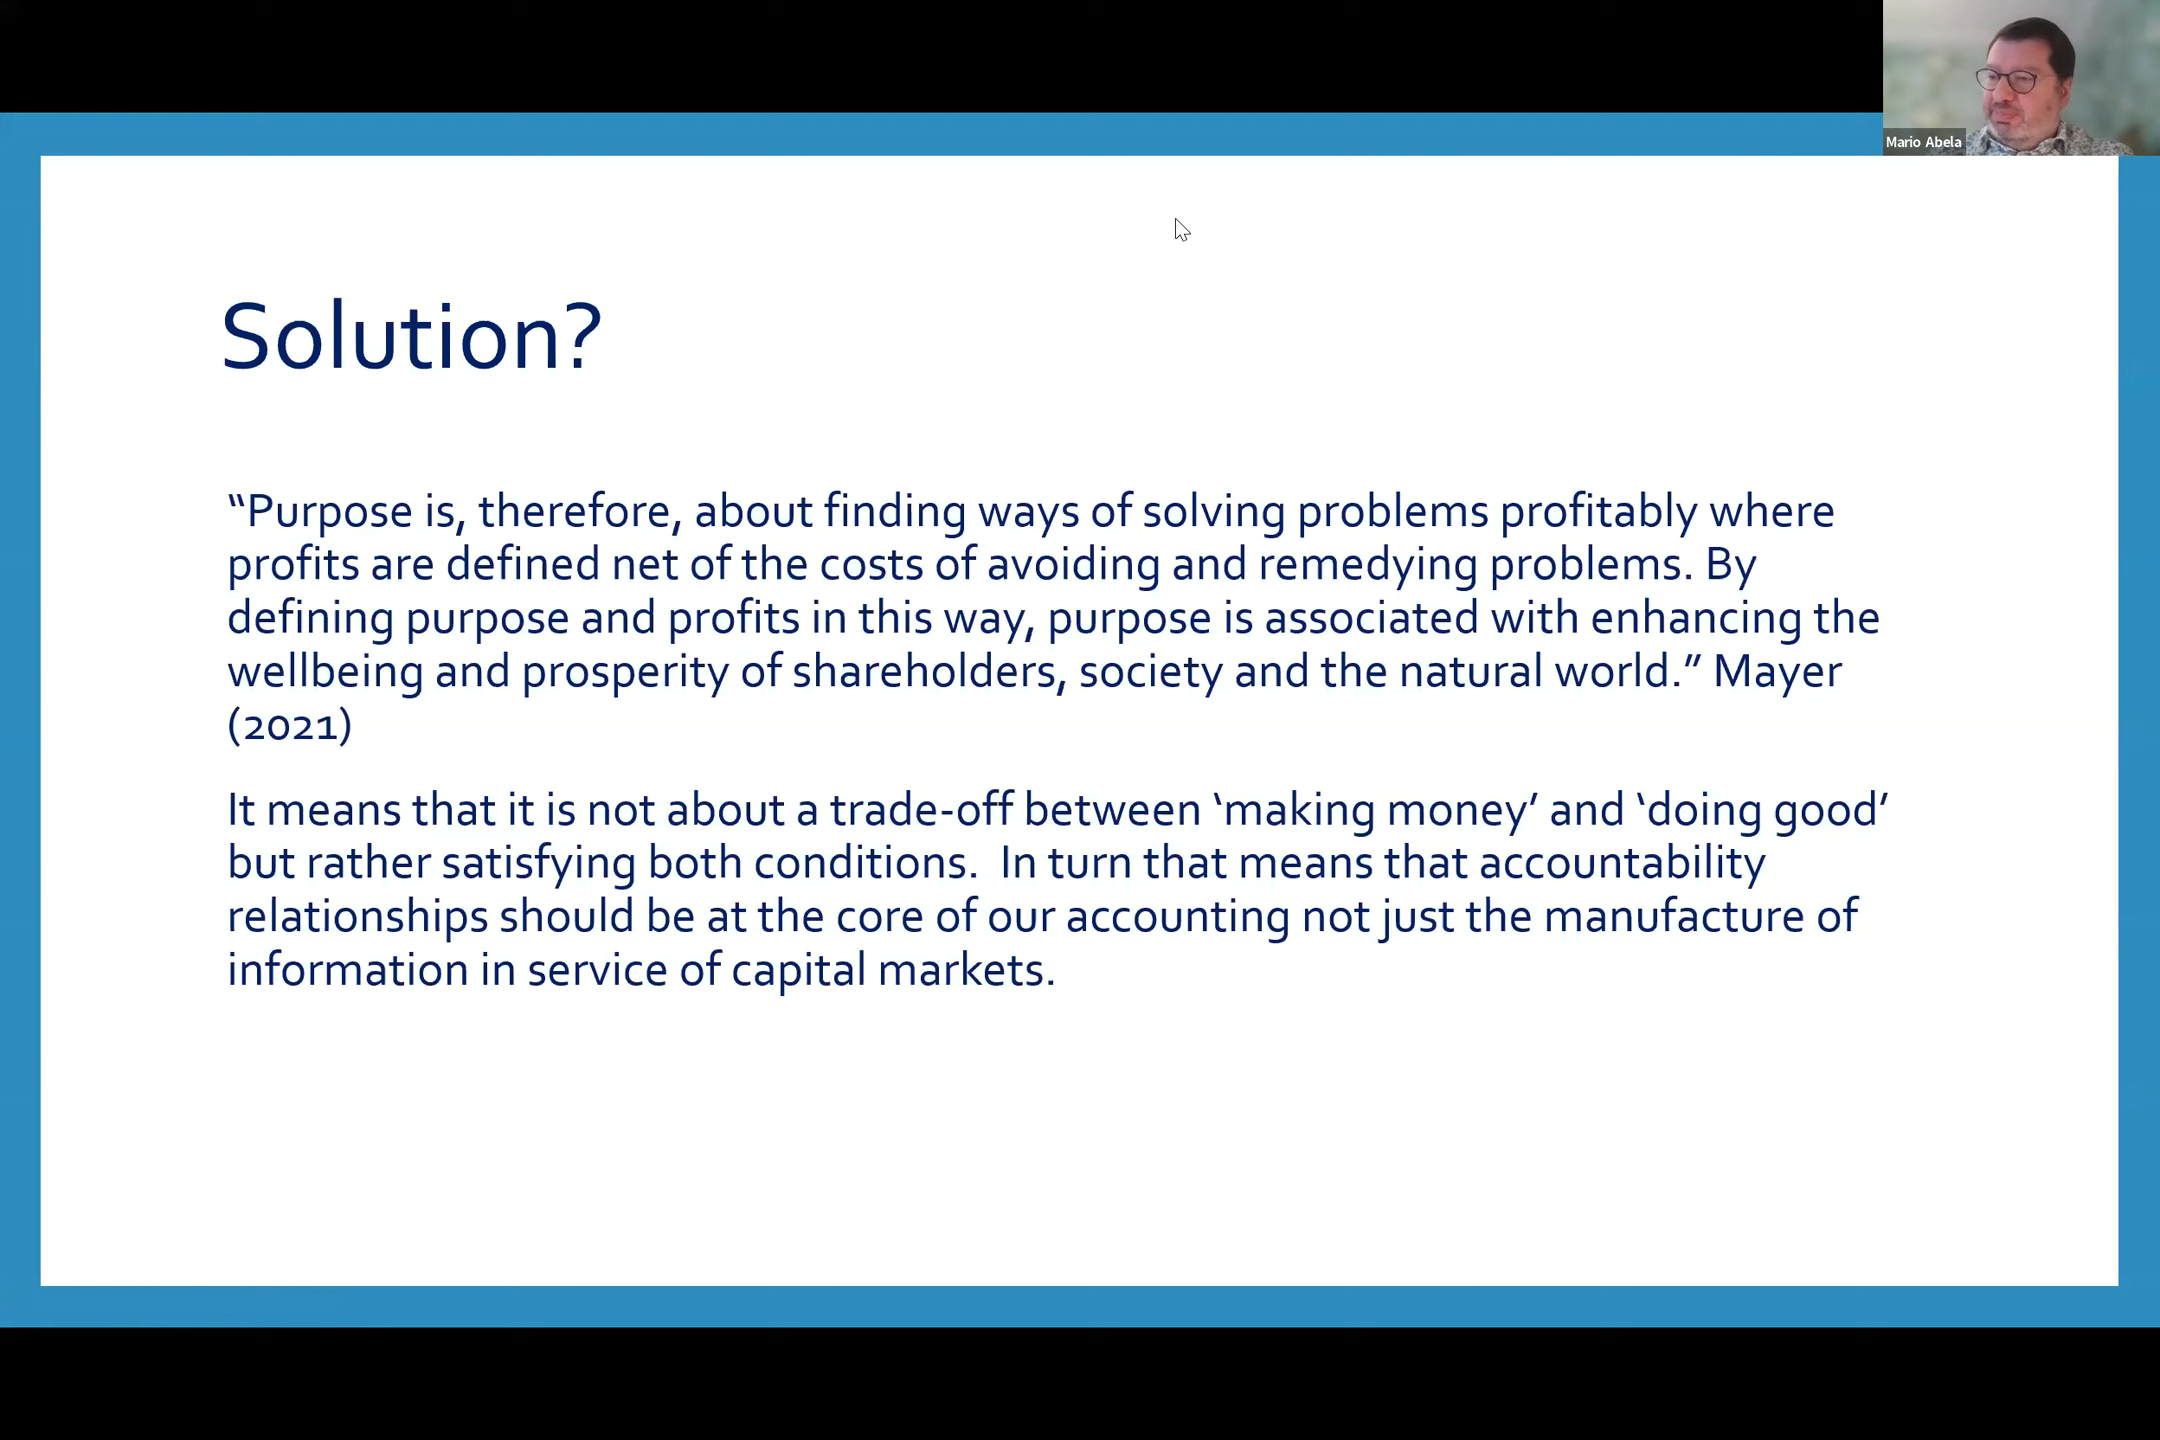 Mario Abela
Solution?
“Purpose is, therefore, about finding ways of solving problems profitably where
profits are defined net of the costs of avoiding and remedying problems. By
defining purpose and profits in this way, purpose is associated with enhancing the
wellbeing and prosperity of shareholders, society and the natural world.” Mayer
(2021)
It means that it is not about a trade-off between ‘making money’ and ‘doing good’
but rather satisfying both conditions.  In turn that means that accountability
relationships should be at the core of our accounting not just the manufacture of
information in service of capital markets.